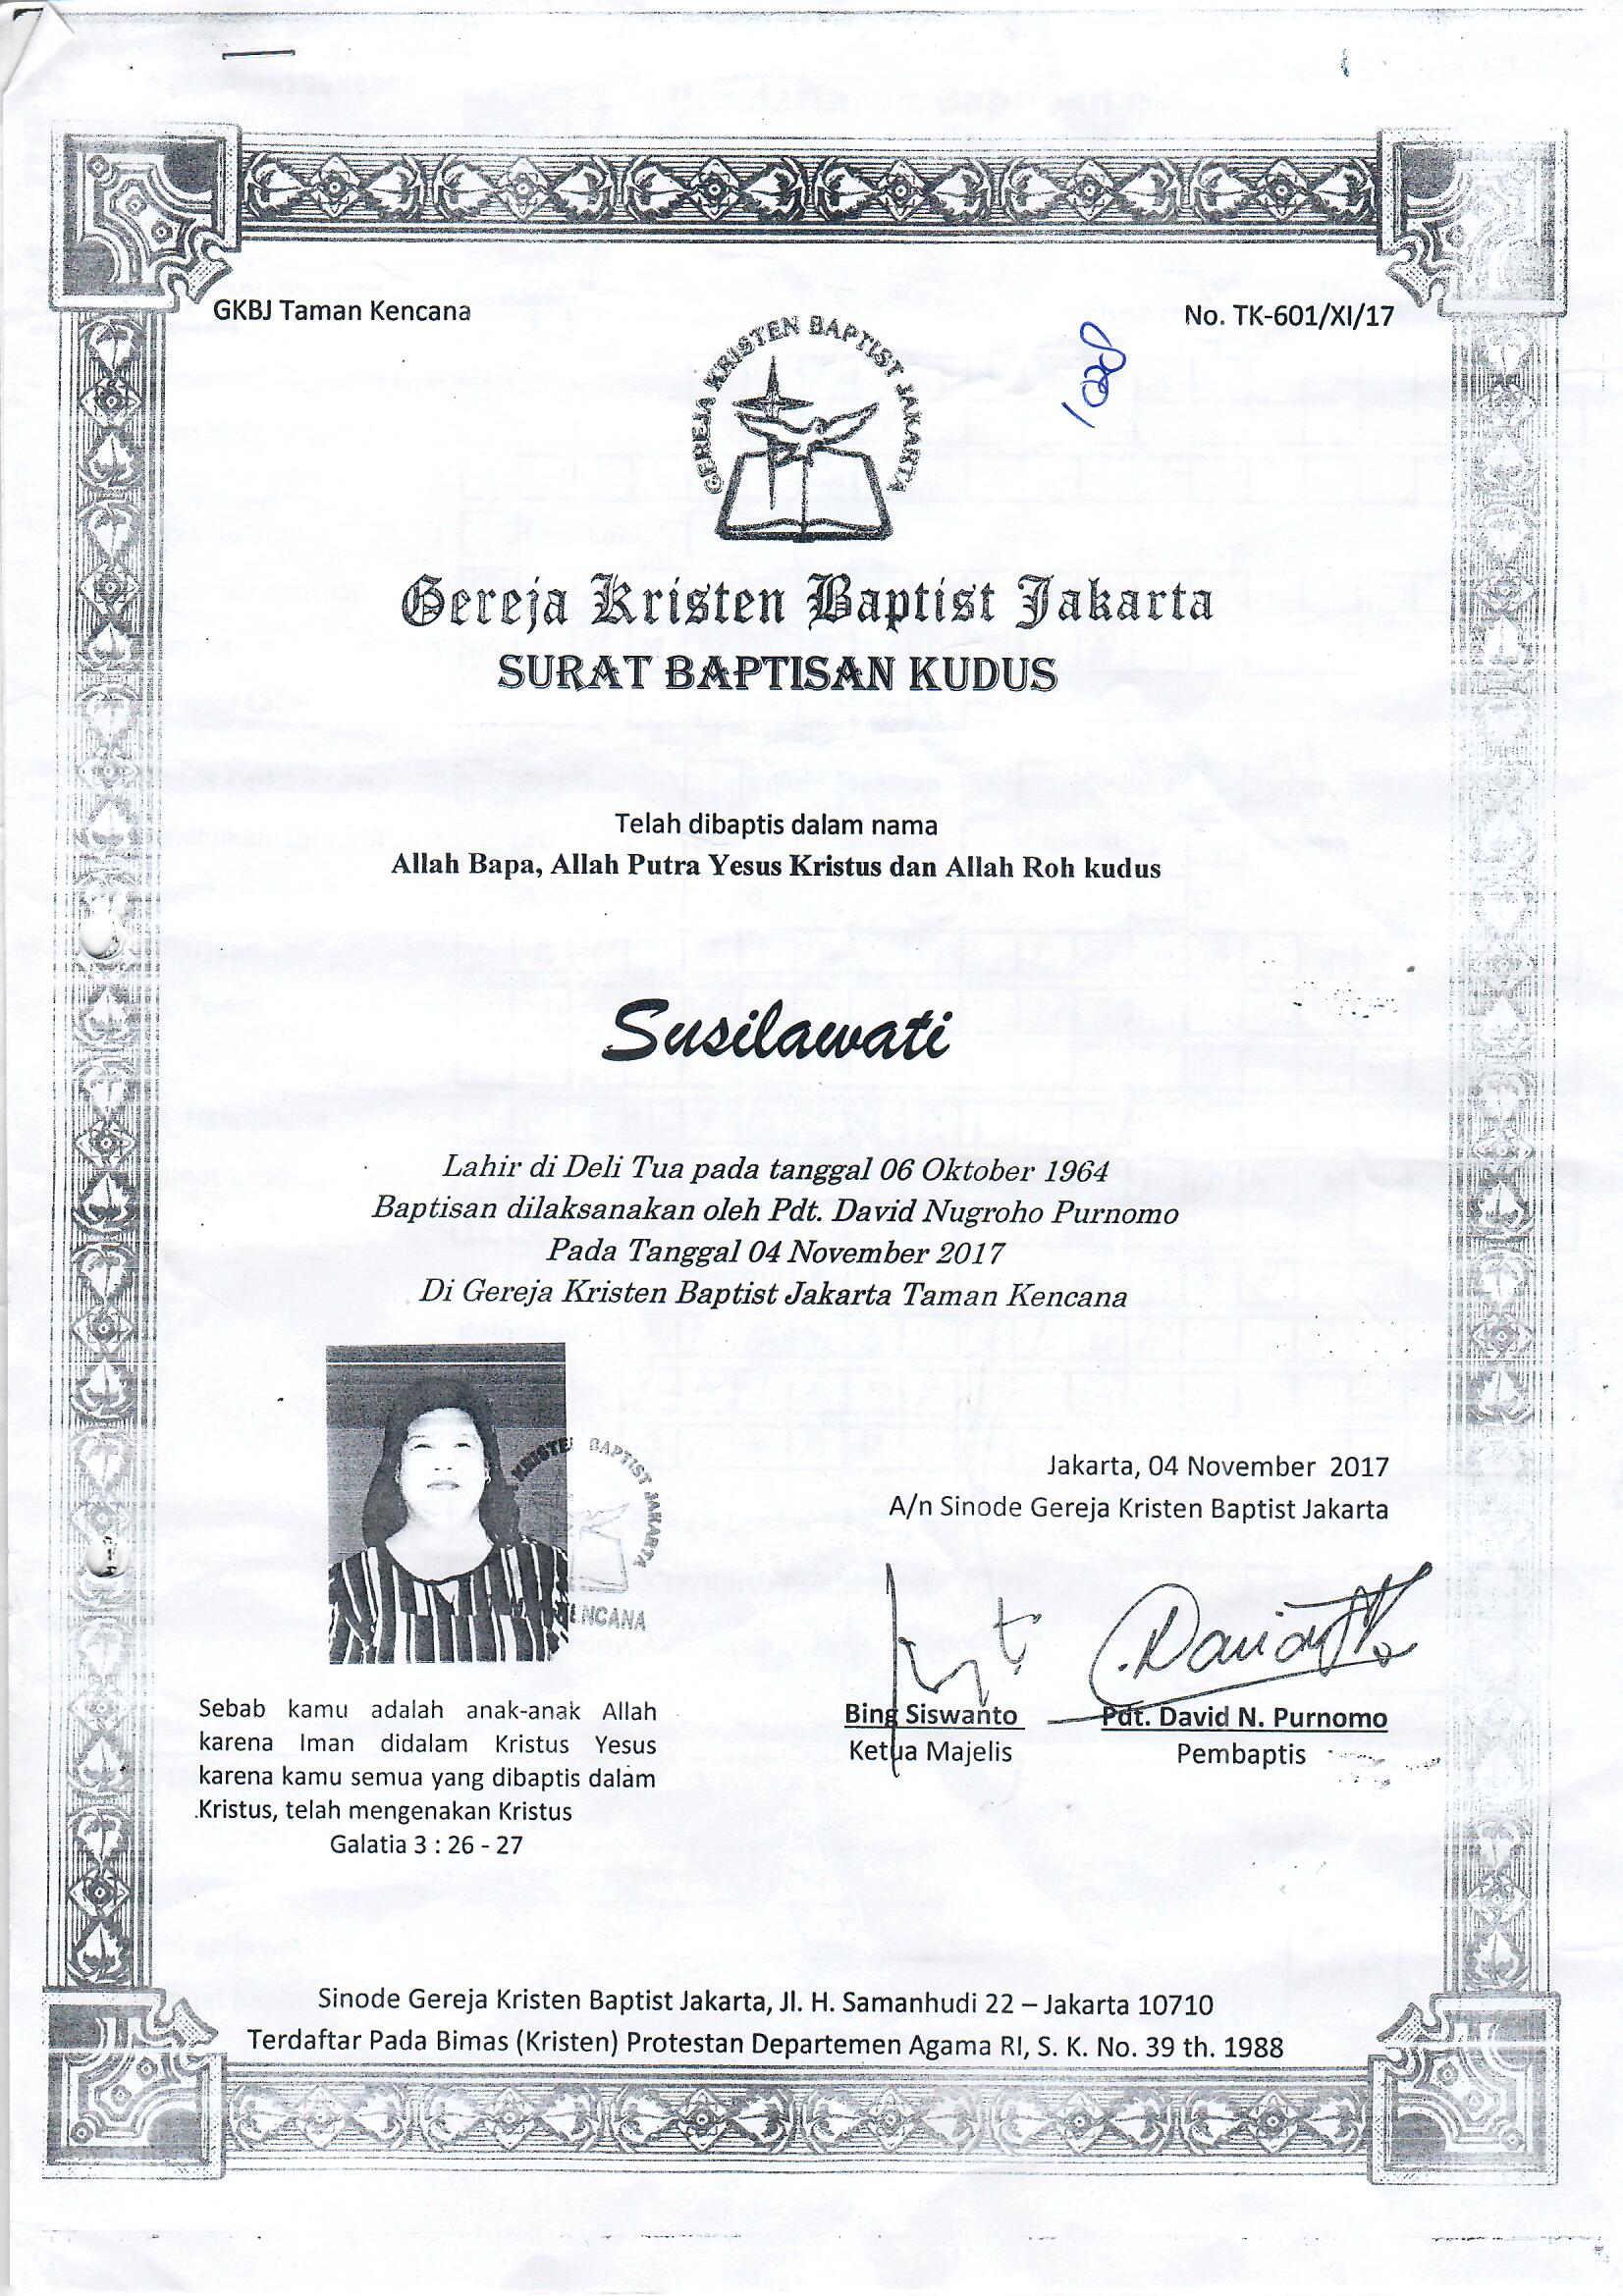 GKBJ Taman Kencana
No. TK-601/XI/17
GEREJA KRISTEN BAPTIST JAKARTA
Gereja Kristen Baptist Jakarta
SURAT BAPTISAN KUDUS
Telah dibaptis dalam nama
Allah Bapa, Allah Putra Yesus Kristus dan Allah Roh kudus
Susilawati
Lahir di Deli Tua pada tanggal 06 Oktober 1964
Baptisan dilaksanakan oleh Pdt. David Nugroho Purnomo
Pada Tanggal 04 November 2017
Di Gereja Kristen Baptist Jakarta Taman Kencana
BAPTIST JAKARTA
Jakarta, 04 November 2017
A/n Sinode Gereja Kristen Baptist Jakarta
Bing Siswanto
Pdt. David N. Purnomo
Ketua Majelis
Pembaptis
Sebab kamu adalah anak-anak Allah
karena Iman didalam Kristus Yesus
karena kamu semua yang dibaptis dalam
Kristus, telah mengenakan Kristus
Galatia 3 : 26 - 27
Sinode Gereja Kristen Baptist Jakarta, Jl. H. Samanhudi 22 – Jakarta 10710
Terdaftar Pada Bimas (Kristen) Protestan Departemen Agama RI, S. K. No. 39 th. 1988